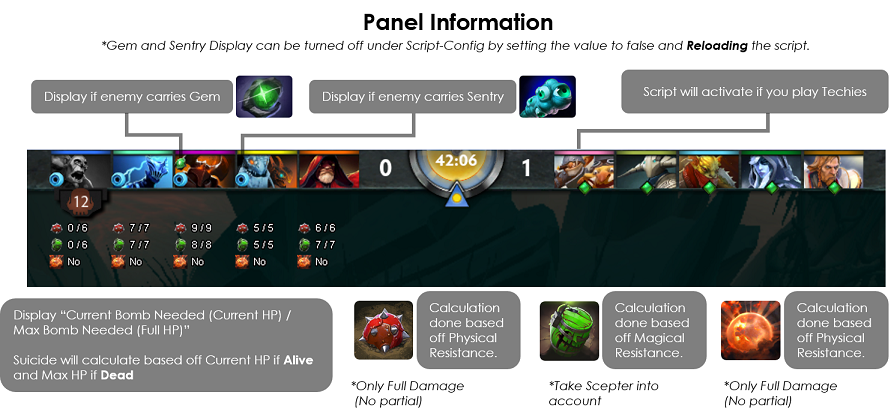 Panel Information
*Gem and Sentry Display can be turned off under Script-Config by setting the value to false and Reloading the script.
Display if enemy carries Gem
Display if enemy carries Sentry
Script will activate if you play Techies
0
42:06
1
12
0 / 6 7 / 7 9 / 9 5 / 5 6 / 6
0 / 6 7 / 7 8 / 8 5 / 5 7 / 7
No No No No No
Display “Current Bomb Needed (Current HP) /
Max Bomb Needed (Full HP)”
Suicide will calculate based off Current HP if Alive
and Max HP if Dead
Calculation
done based
off Physical
Resistance.
*Only Full Damage
(No partial)
Calculation
done based
off Magical
Resistance.
*Take Scepter into
account
Calculation
done based
off Physical
Resistance.
*Only Full Damage
(No partial)